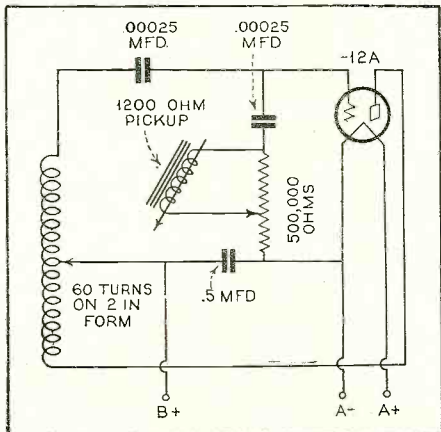 .00025
MFD.
.00025
MFD
-12A
1200 OHM
PICKUP
500,000
OHMS
60 TURNS
ON 2 IN
FORM
.5 MFD
B+
A-
A+